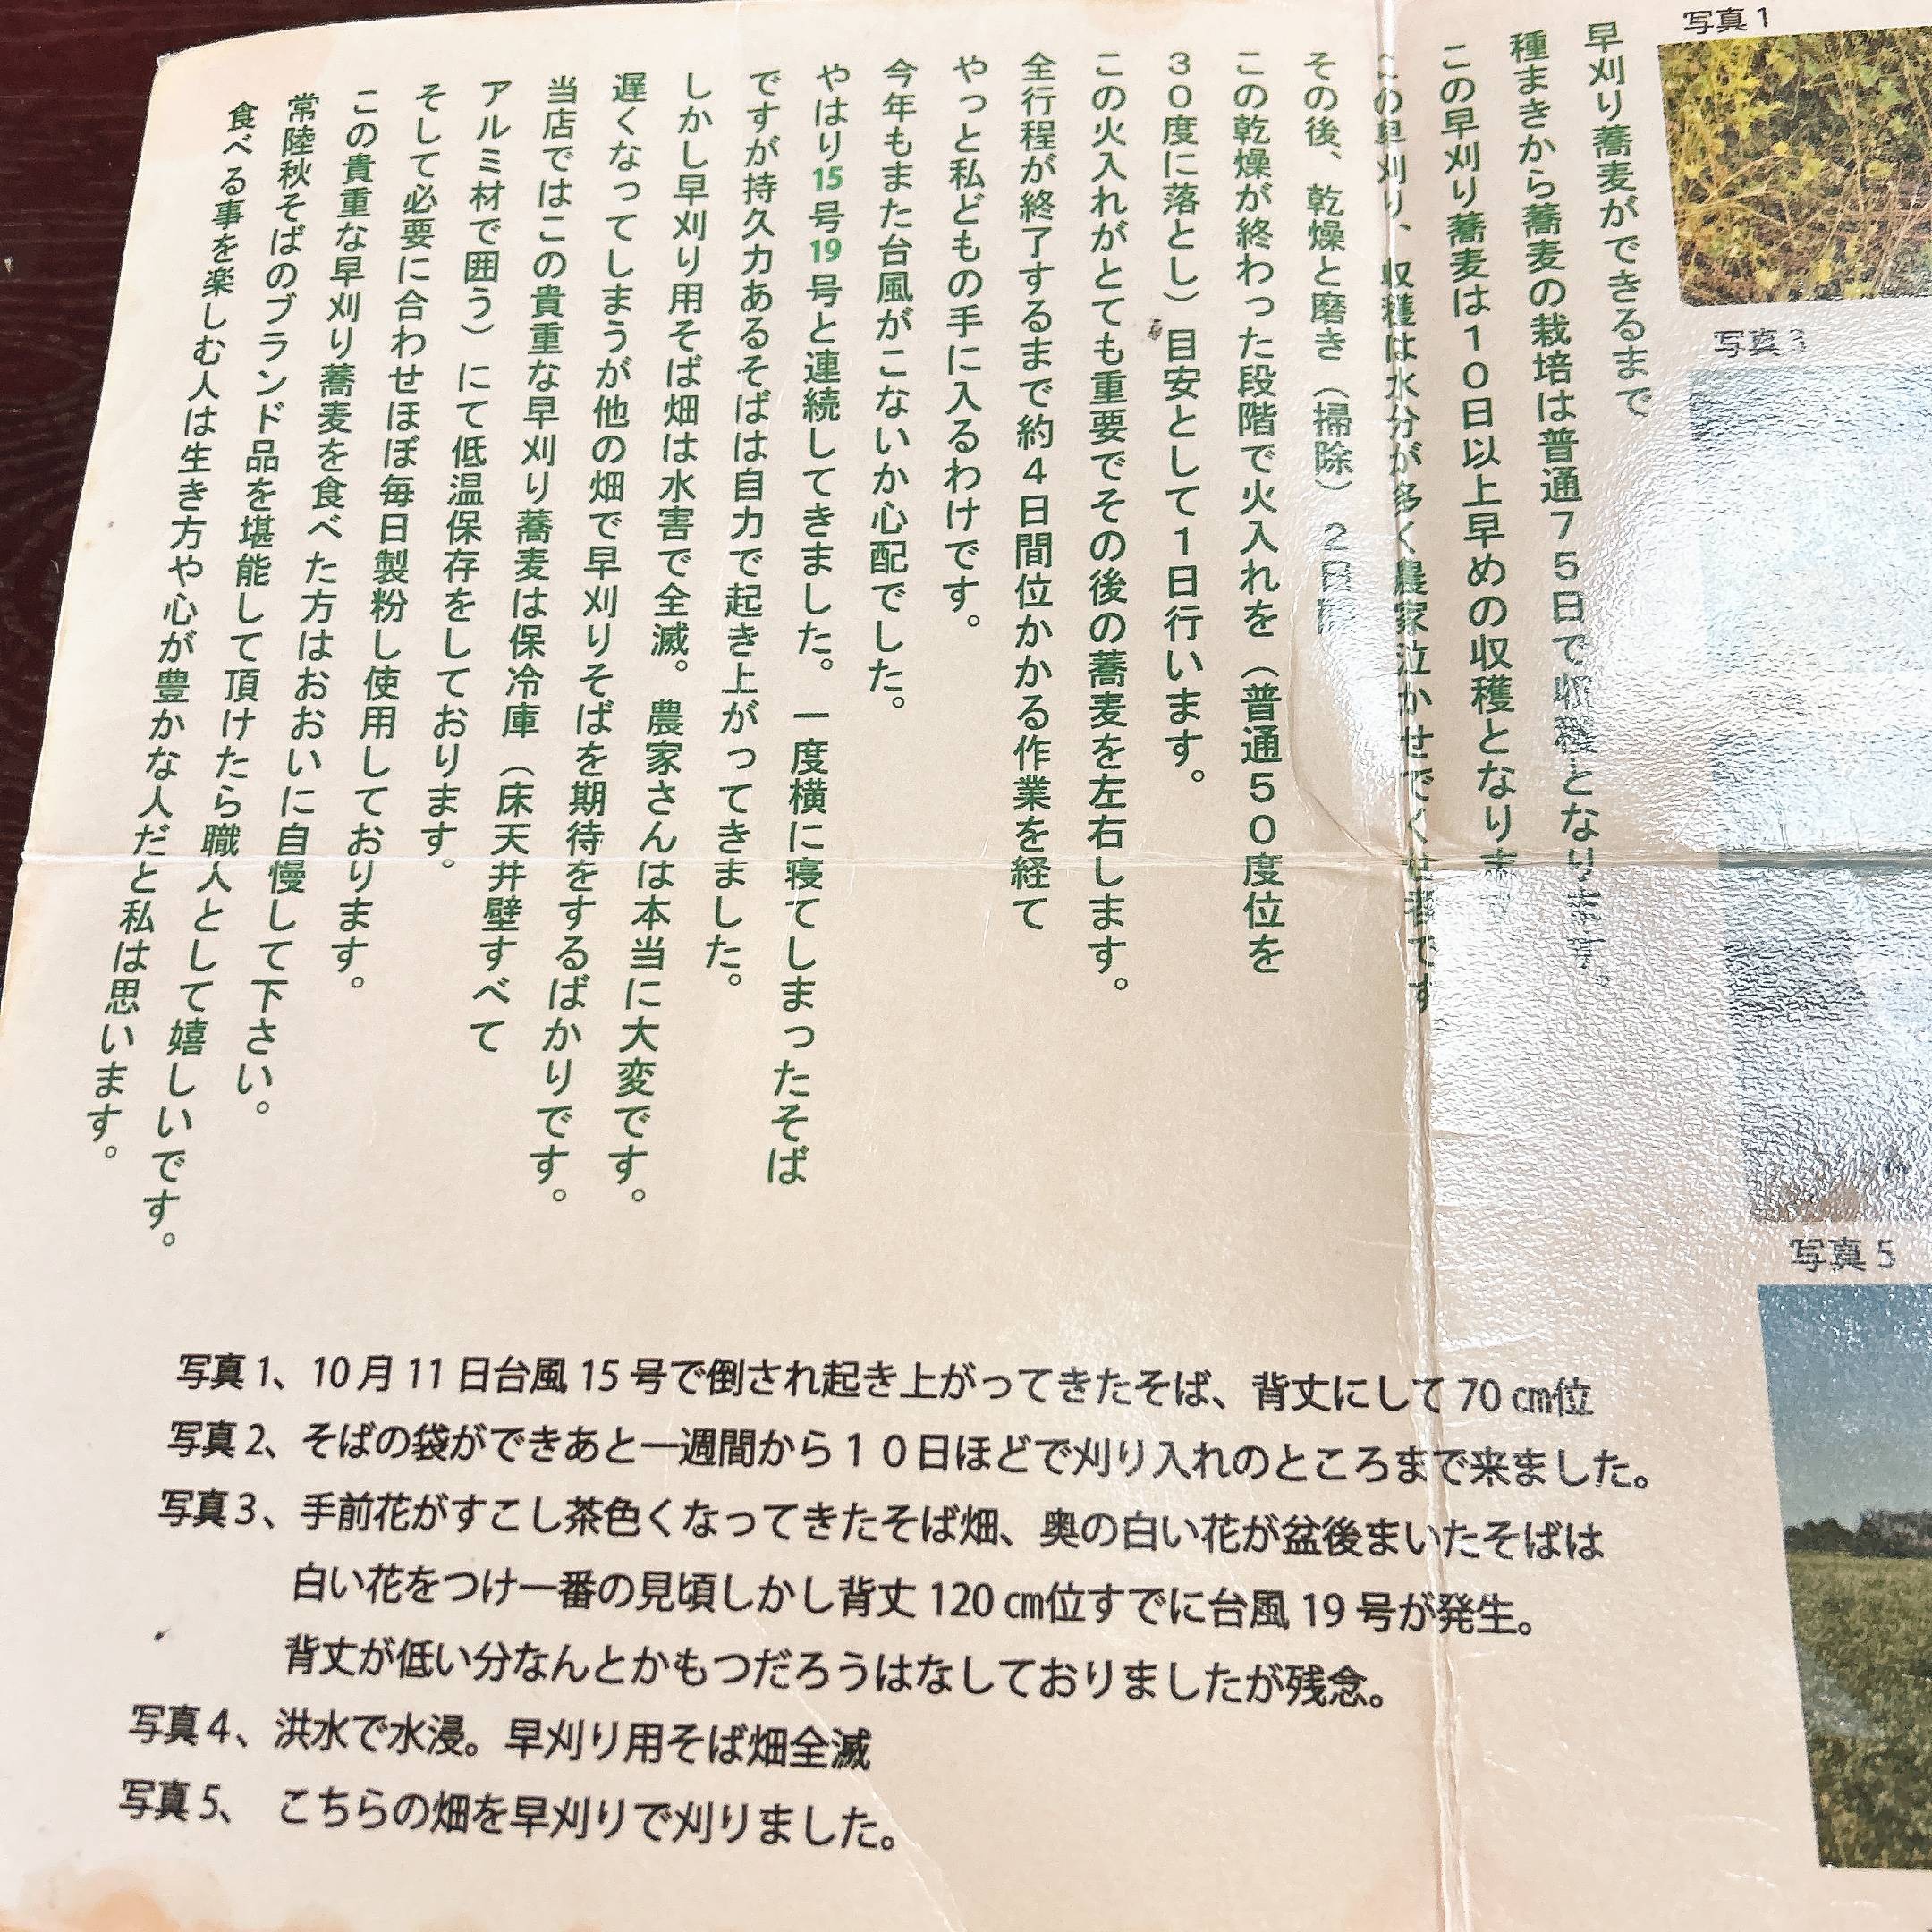 早刈り蕎麦ができるまで
種まきから蕎麦の栽培は普通75日で収穫となります。
この早刈り蕎麦は10日以上早めの収穫となります
この早刈り、収穫は水分が多く農家泣かせでくせ者です
その後、乾燥と磨き(掃除)2日間
この乾燥が終わった段階で火入れを(普通50度位を
30度に落とし)目安として1日行います。
この火入れがとても重要でその後の蕎麦を左右します。
全行程が終了するまで約4日間位かかる作業を経て
やっと私どもの手に入るわけです。
今年もまた台風がこないか心配でした。
やはり15号19号と連続してきました。一度横に寝てしまったそば
ですが持久力あるそばは自力で起き上がってきました。
しかし早刈り用そば畑は水害で全滅。農家さんは本当に大変です。
遅くなってしまうが他の畑で早刈りそばを期待をするばかりです。
当店ではこの貴重な早刈り蕎麦は保冷庫(床天井壁すべて
アルミ材で囲う)にて低温保存をしております。
そして必要に合わせほぼ毎日製粉し使用しております。
この貴重な早刈り蕎麦を食べた方はおおいに自慢して下さい。
常陸秋そばのブランド品を堪能して頂けたら職人として嬉しいです。
食べる事を楽しむ人は生き方や心が豊かな人だと私は思います。
写真1
写真3
写真5
写真1、10月11日台風15号で倒され起き上がってきたそば、背丈にして70㎝位
写真2、そばの袋ができあと一週間から10日ほどで刈り入れのところまで来ました。
写真3、手前花がすこし茶色くなってきたそば畑、奥の白い花が盆後まいたそばは
白い花をつけ一番の見頃しかし背丈120㎝位すでに台風19号が発生。
背丈が低い分なんとかもつだろうはなしておりましたが残念。
写真4、洪水で水浸。早刈り用そば畑全滅
写真5、こちらの畑を早刈りで刈りました。